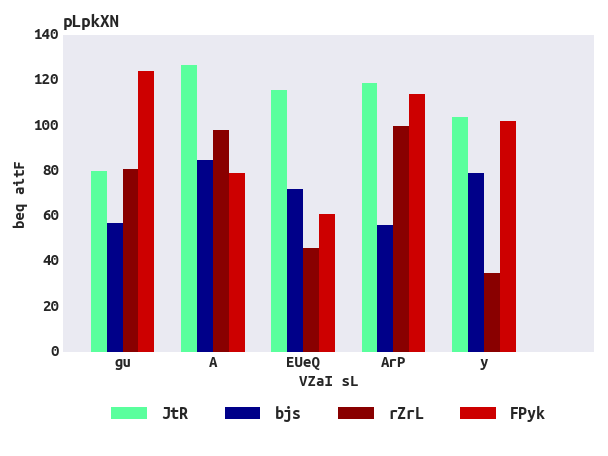 pLpkXN
140
120
100
80
60
40
20
0
beq aitF
gu A EUeQ ArP y
VZaI sL
JtR bjs rZrL FPyk